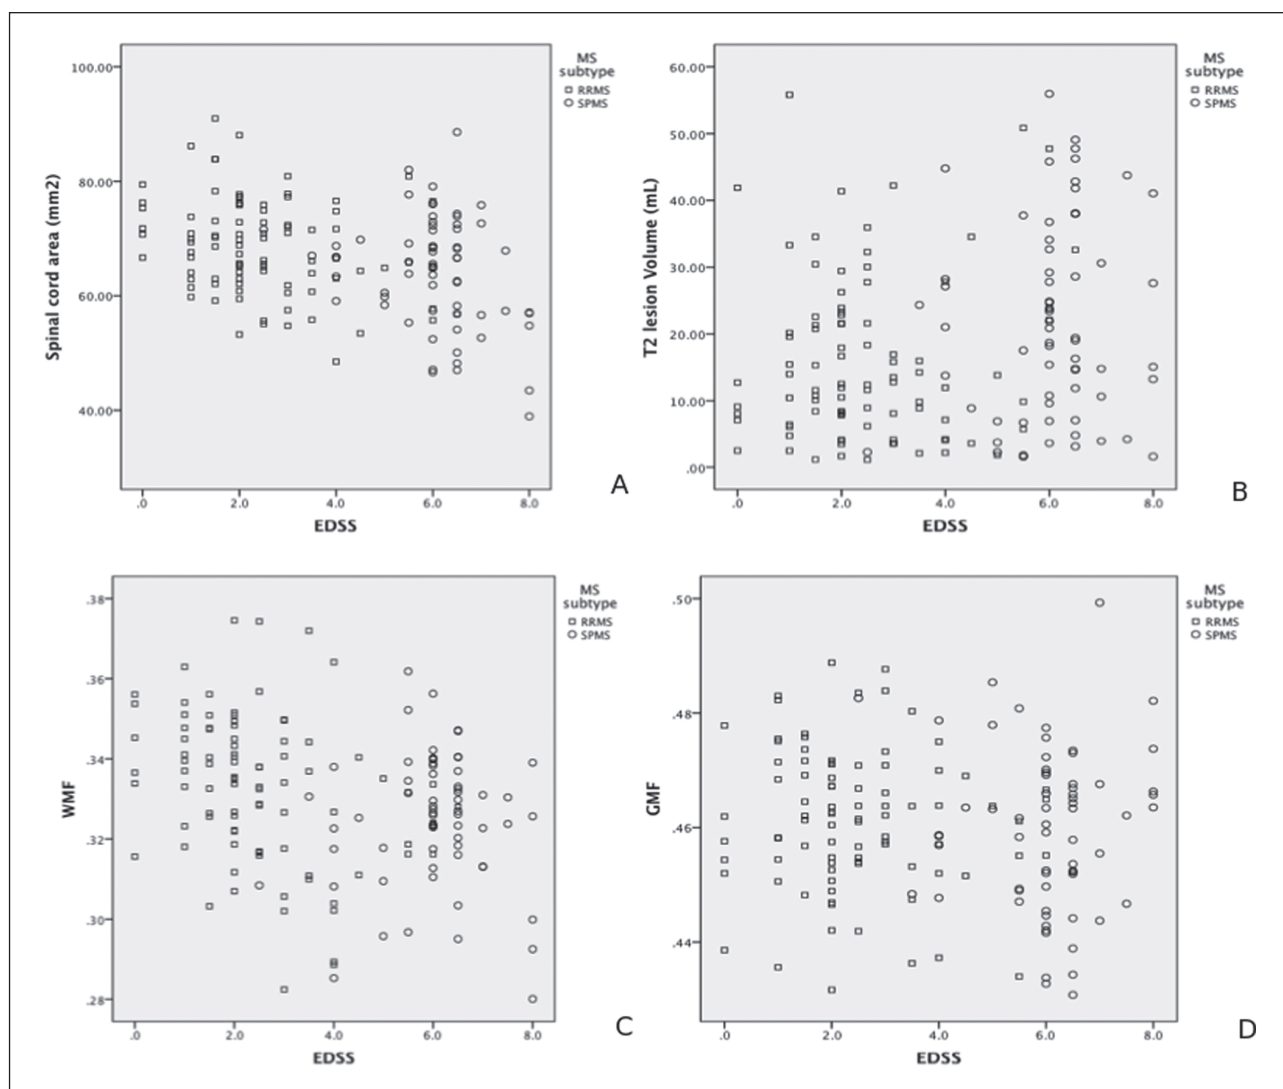 MS
subtype
RRMS
SPMS
100.00
80.00
60.00
40.00
Spinal cord area (mm2)
.0 2.0 4.0 6.0 8.0
EDSS
A
MS
subtype
RRMS
SPMS
60.00
50.00
40.00
30.00
20.00
10.00
.00
T2 lesion Volume (mL)
.0 2.0 4.0 6.0 8.0
EDSS
B
MS
subtype
RRMS
SPMS
.38
.36
.34
.32
.30
.28
WMF
.0 2.0 4.0 6.0 8.0
EDSS
C
MS
subtype
RRMS
SPMS
.50
.48
.46
.44
GMF
.0 2.0 4.0 6.0 8.0
EDSS
D